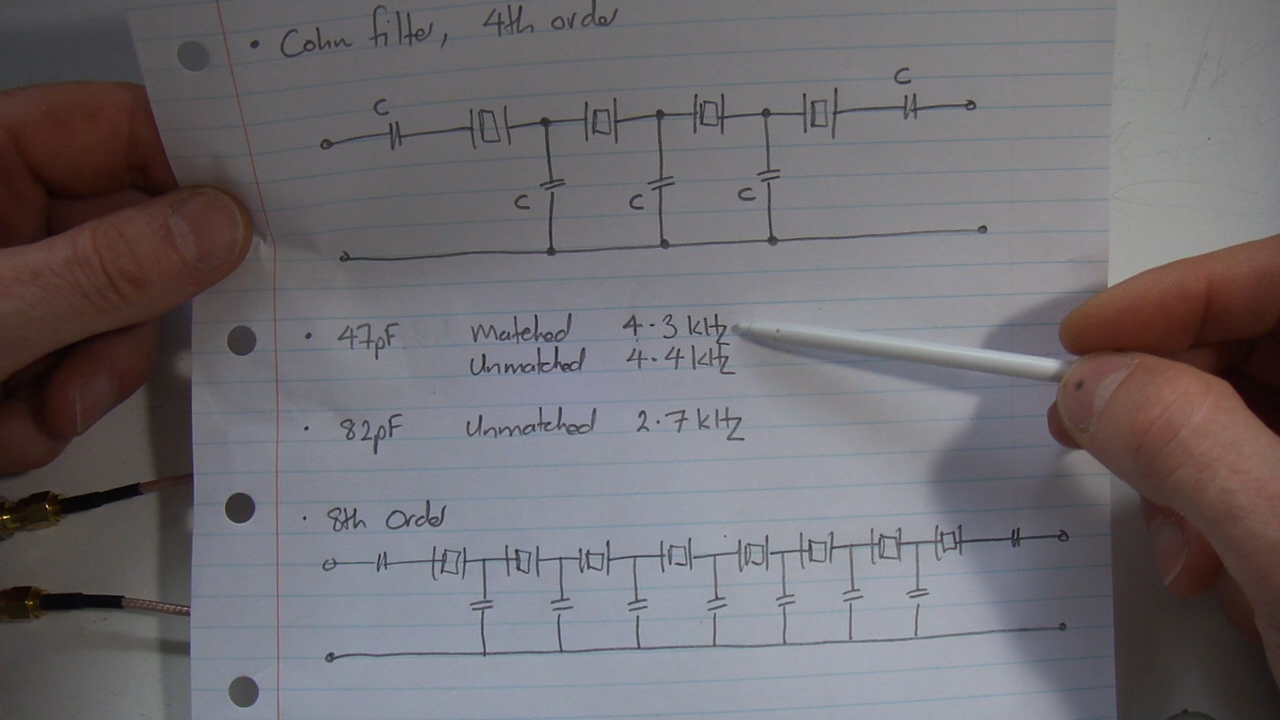 • Cohn filter, 4th order
C
C
C
C
C
• 47pF Matched 4.3 kHz
Unmatched 4.4 kHz
• 82pF Unmatched 2.7 kHz
• 8th Order